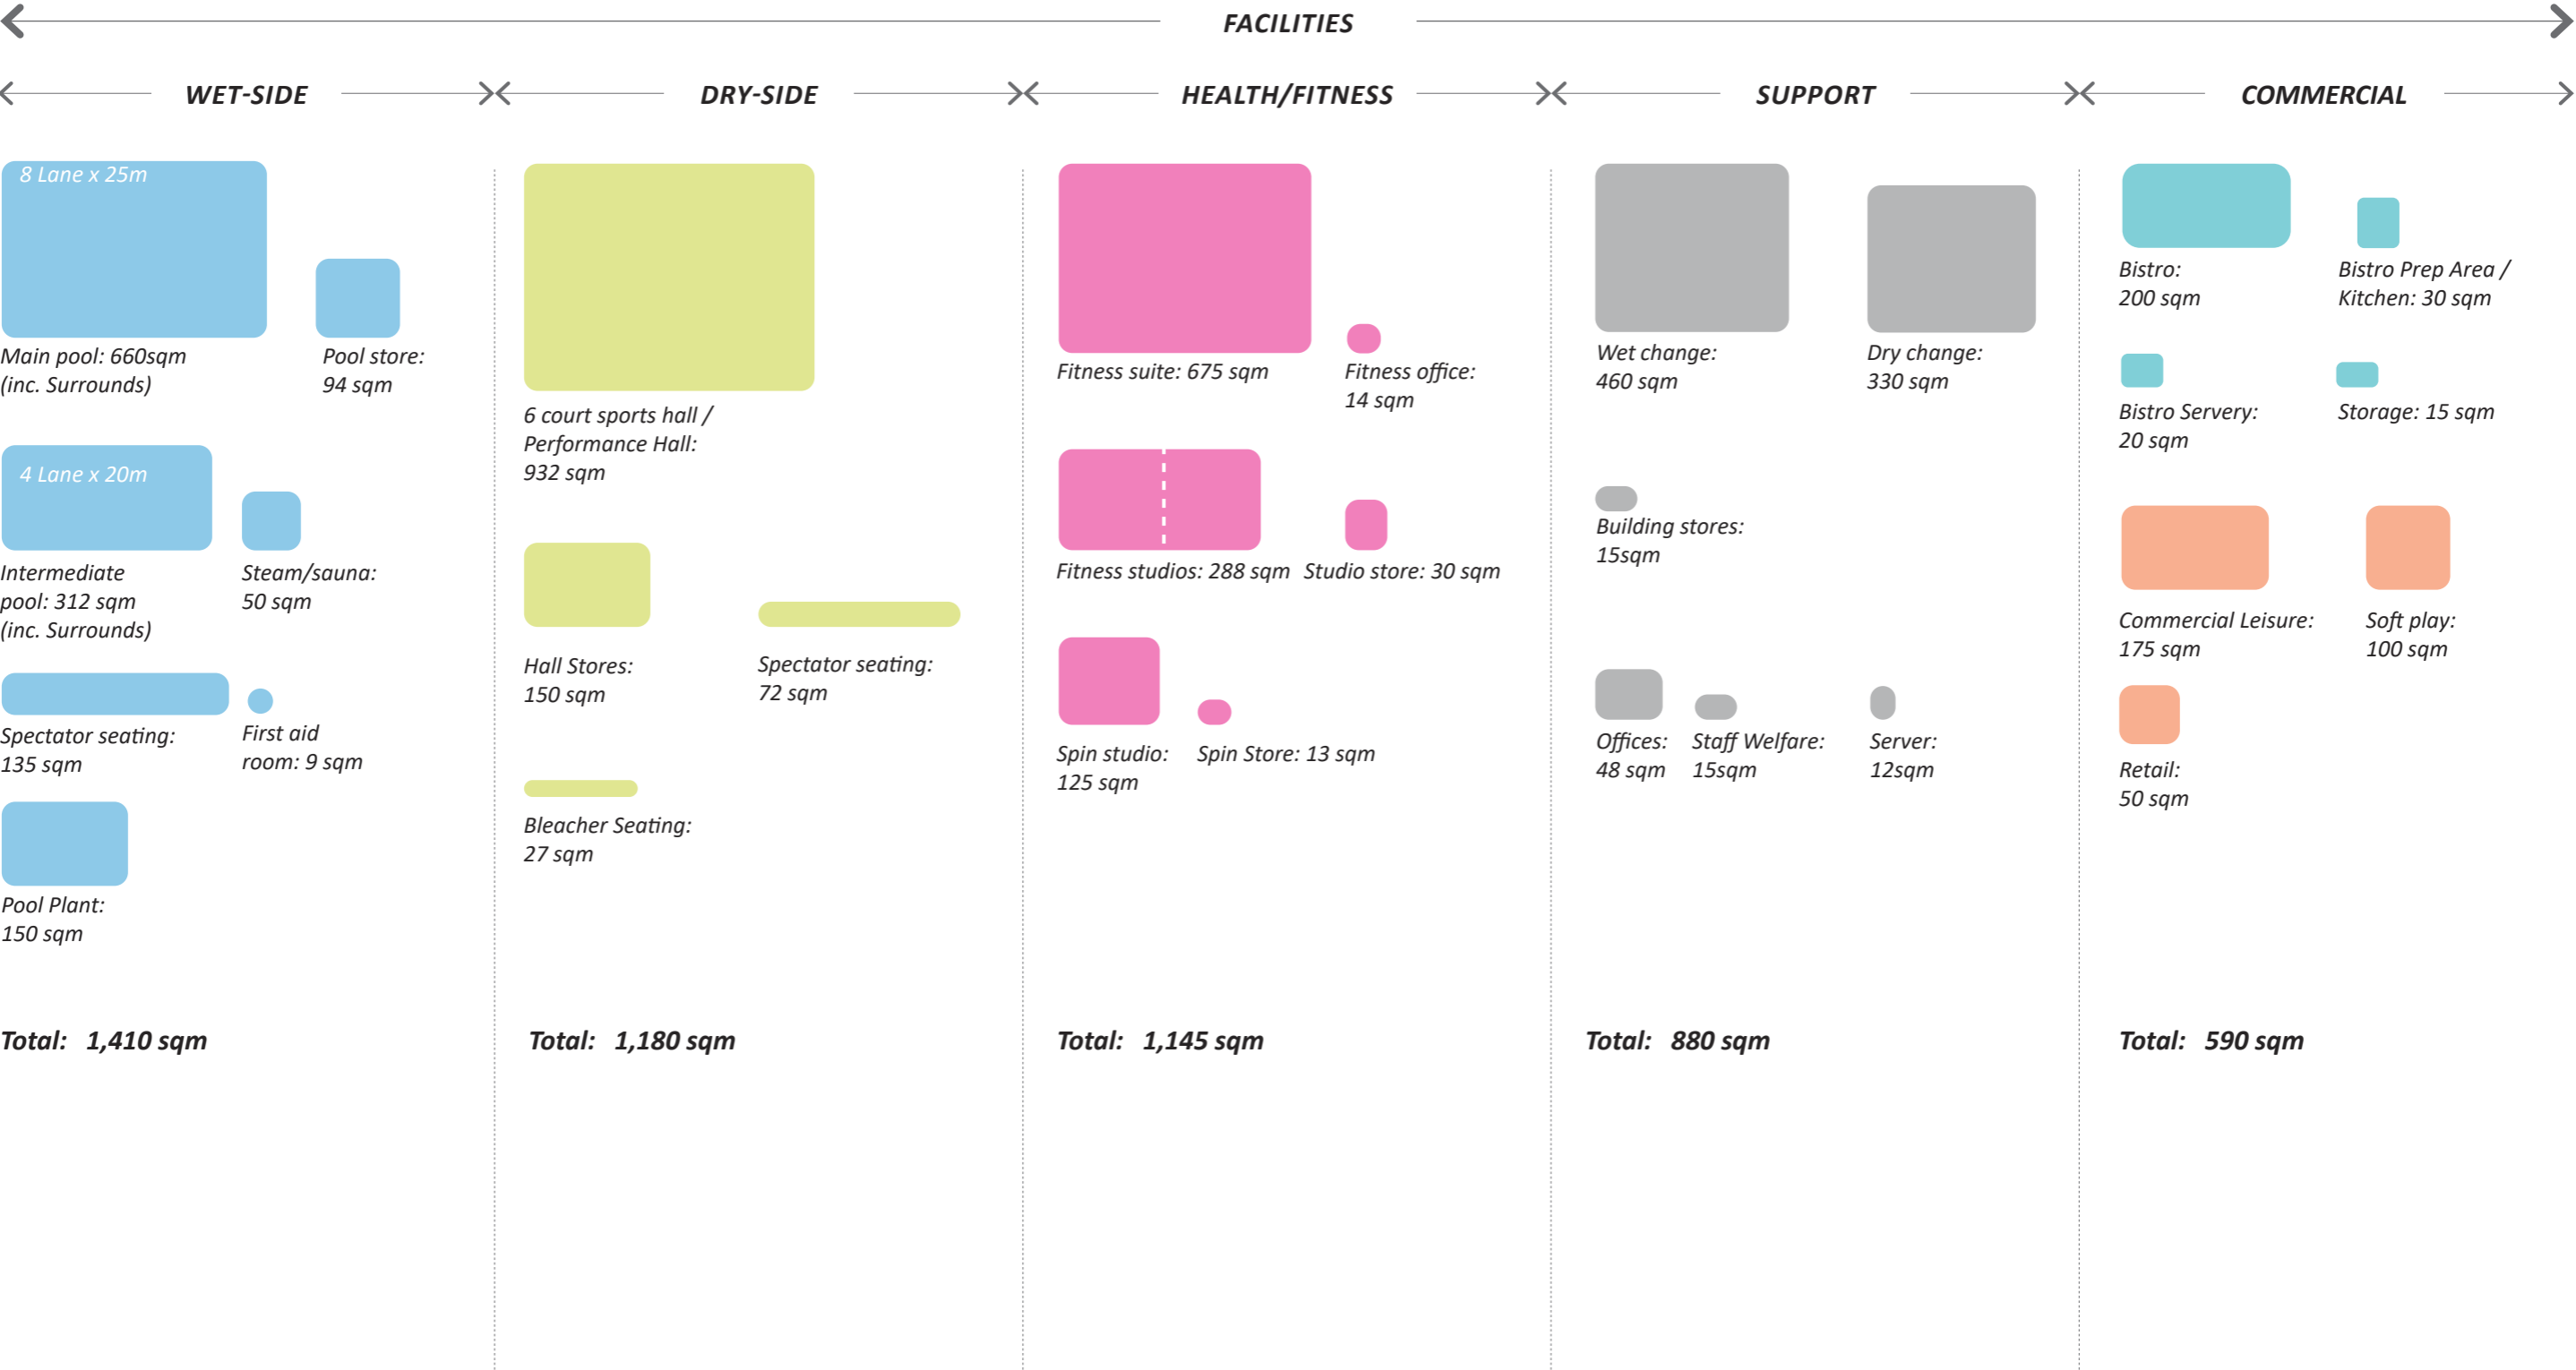 FACILITIES
WET-SIDE
DRY-SIDE
HEALTH/FITNESS
SUPPORT
COMMERCIAL
8 Lane x 25m
Main pool: 660sqm
(inc. Surrounds)
Pool store:
94 sqm
4 Lane x 20m
Intermediate
pool: 312 sqm
(inc. Surrounds)
Steam/sauna:
50 sqm
Spectator seating:
135 sqm
First aid
room: 9 sqm
Pool Plant:
150 sqm
Total: 1,410 sqm
6 court sports hall /
Performance Hall:
932 sqm
Hall Stores:
150 sqm
Spectator seating:
72 sqm
Bleacher Seating:
27 sqm
Total: 1,180 sqm
Fitness suite: 675 sqm
Fitness office:
14 sqm
Fitness studios: 288 sqm
Studio store: 30 sqm
Spin studio:
125 sqm
Spin Store: 13 sqm
Total: 1,145 sqm
Wet change:
460 sqm
Dry change:
330 sqm
Building stores:
15sqm
Offices:
48 sqm
Staff Welfare:
15sqm
Server:
12sqm
Total: 880 sqm
Bistro:
200 sqm
Bistro Prep Area /
Kitchen: 30 sqm
Bistro Servery:
20 sqm
Storage: 15 sqm
Commercial Leisure:
175 sqm
Soft play:
100 sqm
Retail:
50 sqm
Total: 590 sqm